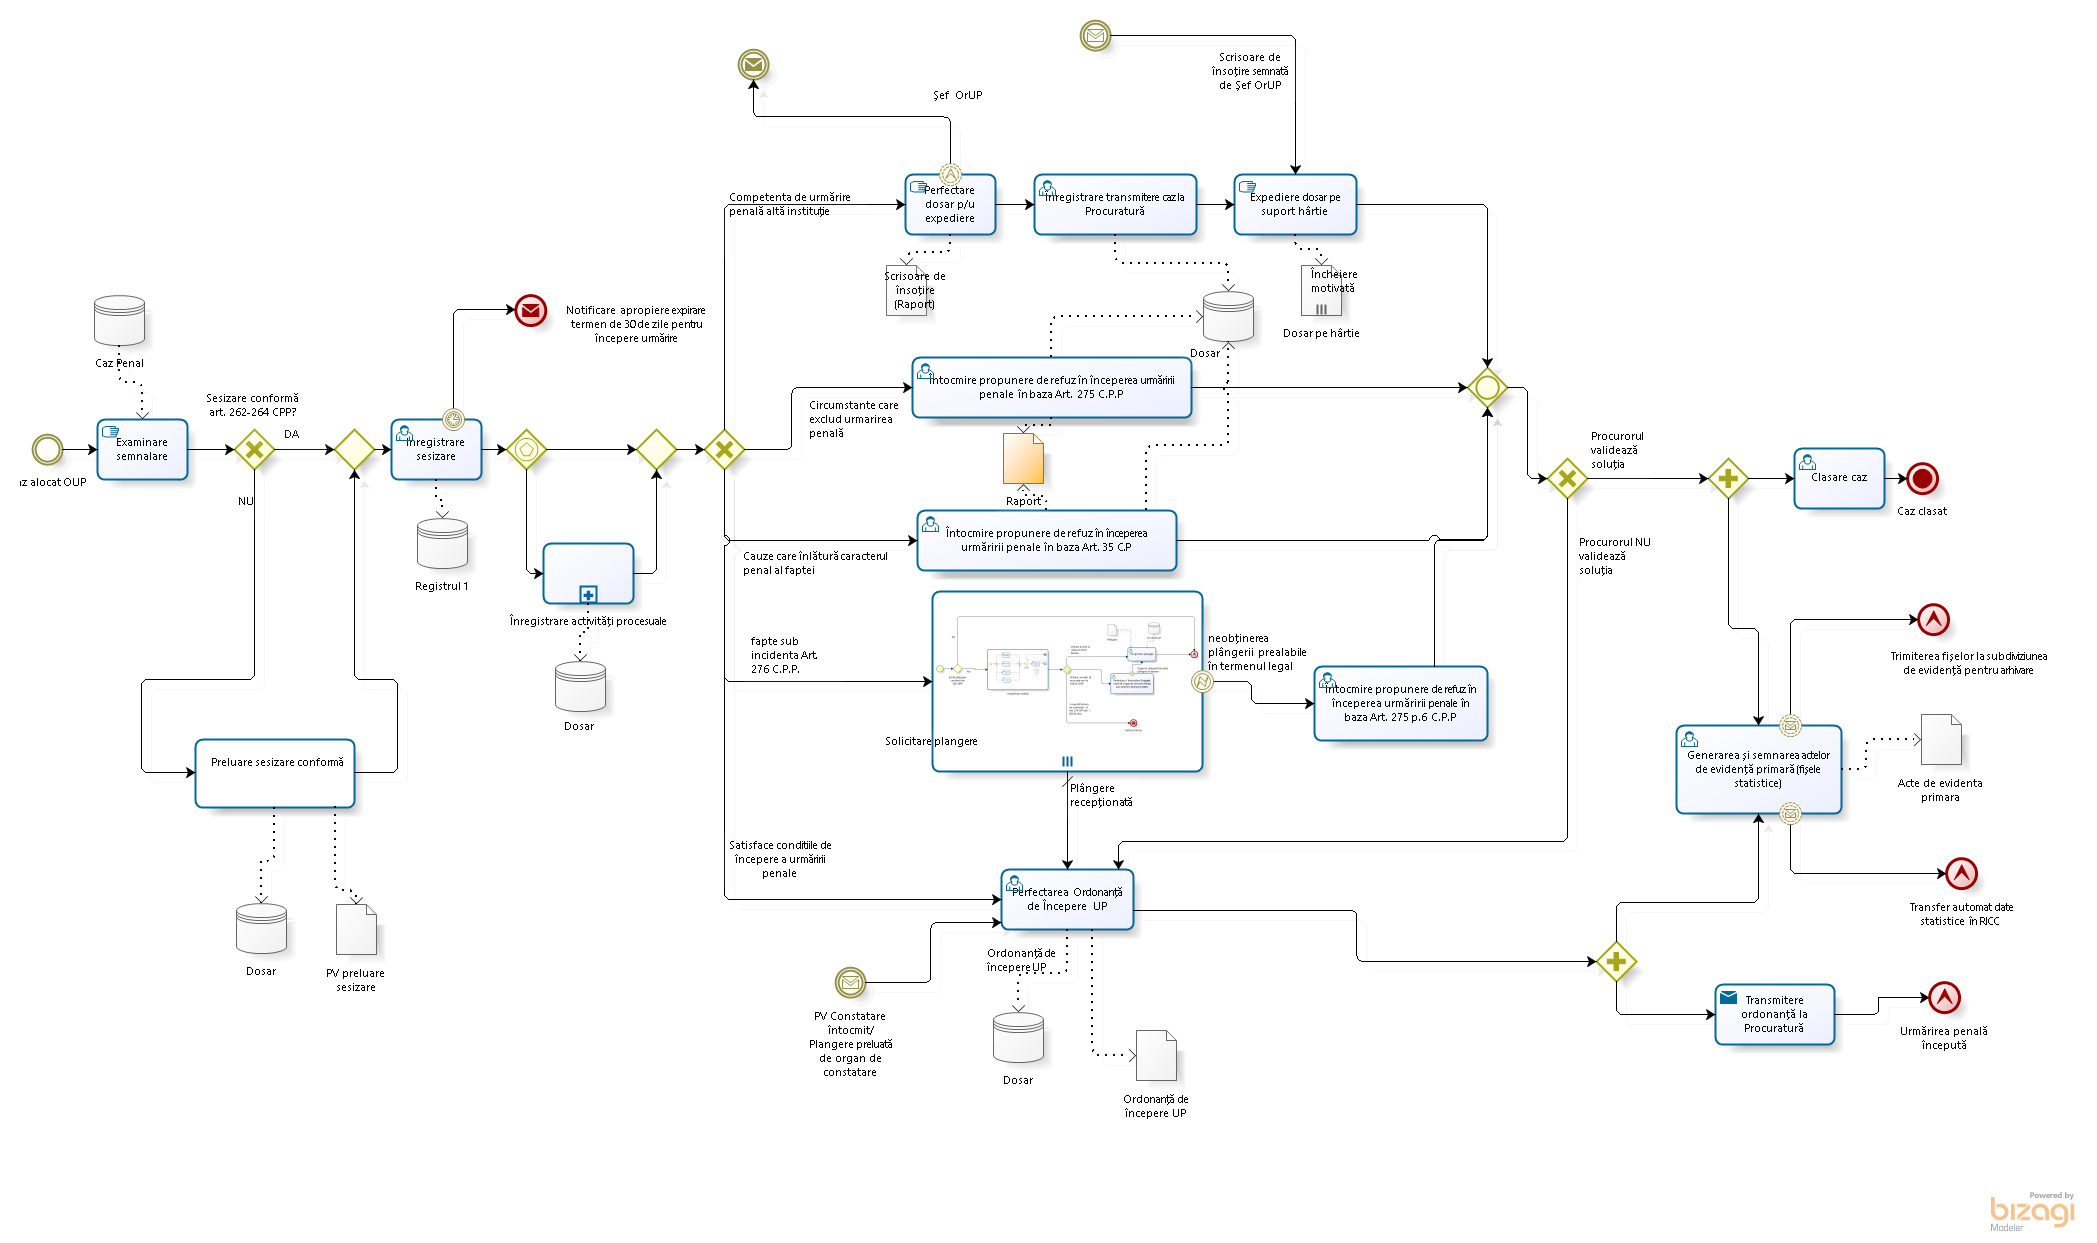 Șef OrUP
Scrisoare de
însoțire semnată
de Șef OrUP
Competenta de urmărire
penală altă instituție
Perfectare
dosar p/u
expediere
Înregistrare transmitere caz la
Procuratură
Expediere dosar pe
suport hârtie
Scrisoare de
însoțire
(Raport)
Încheiere
motivată
Dosar pe hârtie
Dosar
Notificare apropiere expirare
termen de 30 de zile pentru
începere urmărire
Caz Penal
Sesizare conformă
art. 262-264 CPP?
DA
NU
Examinare
semnalare
alocat OUP
Înregistrare
sesizare
Registrul 1
Înregistrare activități procesuale
Dosar
Preluare sesizare conformă
Dosar
PV preluare
sesizare
Circumstante care
exclud urmarirea
penală
Întocmire propunere de refuz în începerea urmăririi
penale în baza Art. 275 C.P.P
Raport
Cauze care înlătură caracterul
penal al faptei
Întocmire propunere de refuz în începerea
urmăririi penale în baza Art. 35 C.P
fapte sub
incidenta Art.
276 C.P.P.
Solicitare plangere
neobținerea
plângerii prealabile
în termenul legal
Întocmire propunere de refuz în
începerea urmăririi penale în
baza Art. 275 p.6 C.P.P
Plângere
recepționată
Satisface conditiile de
începere a urmăririi
penale
Perfectarea Ordonanță
de Începere UP
Ordonanță de
începere UP
PV Constatare
întocmit/
Plangere preluată
de organ de
constatare
Dosar
Ordonanță de
începere UP
Procurorul
validează
soluția
Procurorul NU
validează
soluția
Clasare caz
Caz clasat
Trimiterea fișelor la subdiviziunea
de evidență pentru arhivare
Generarea și semnarea actelor
de evidență primară (fișele
statistice)
Acte de evidenta
primara
Transfer automat date
statistice în RICC
Transmitere
ordonanță la
Procuratură
Urmărirea penală
începută
Powered by
bizagi
Modeler